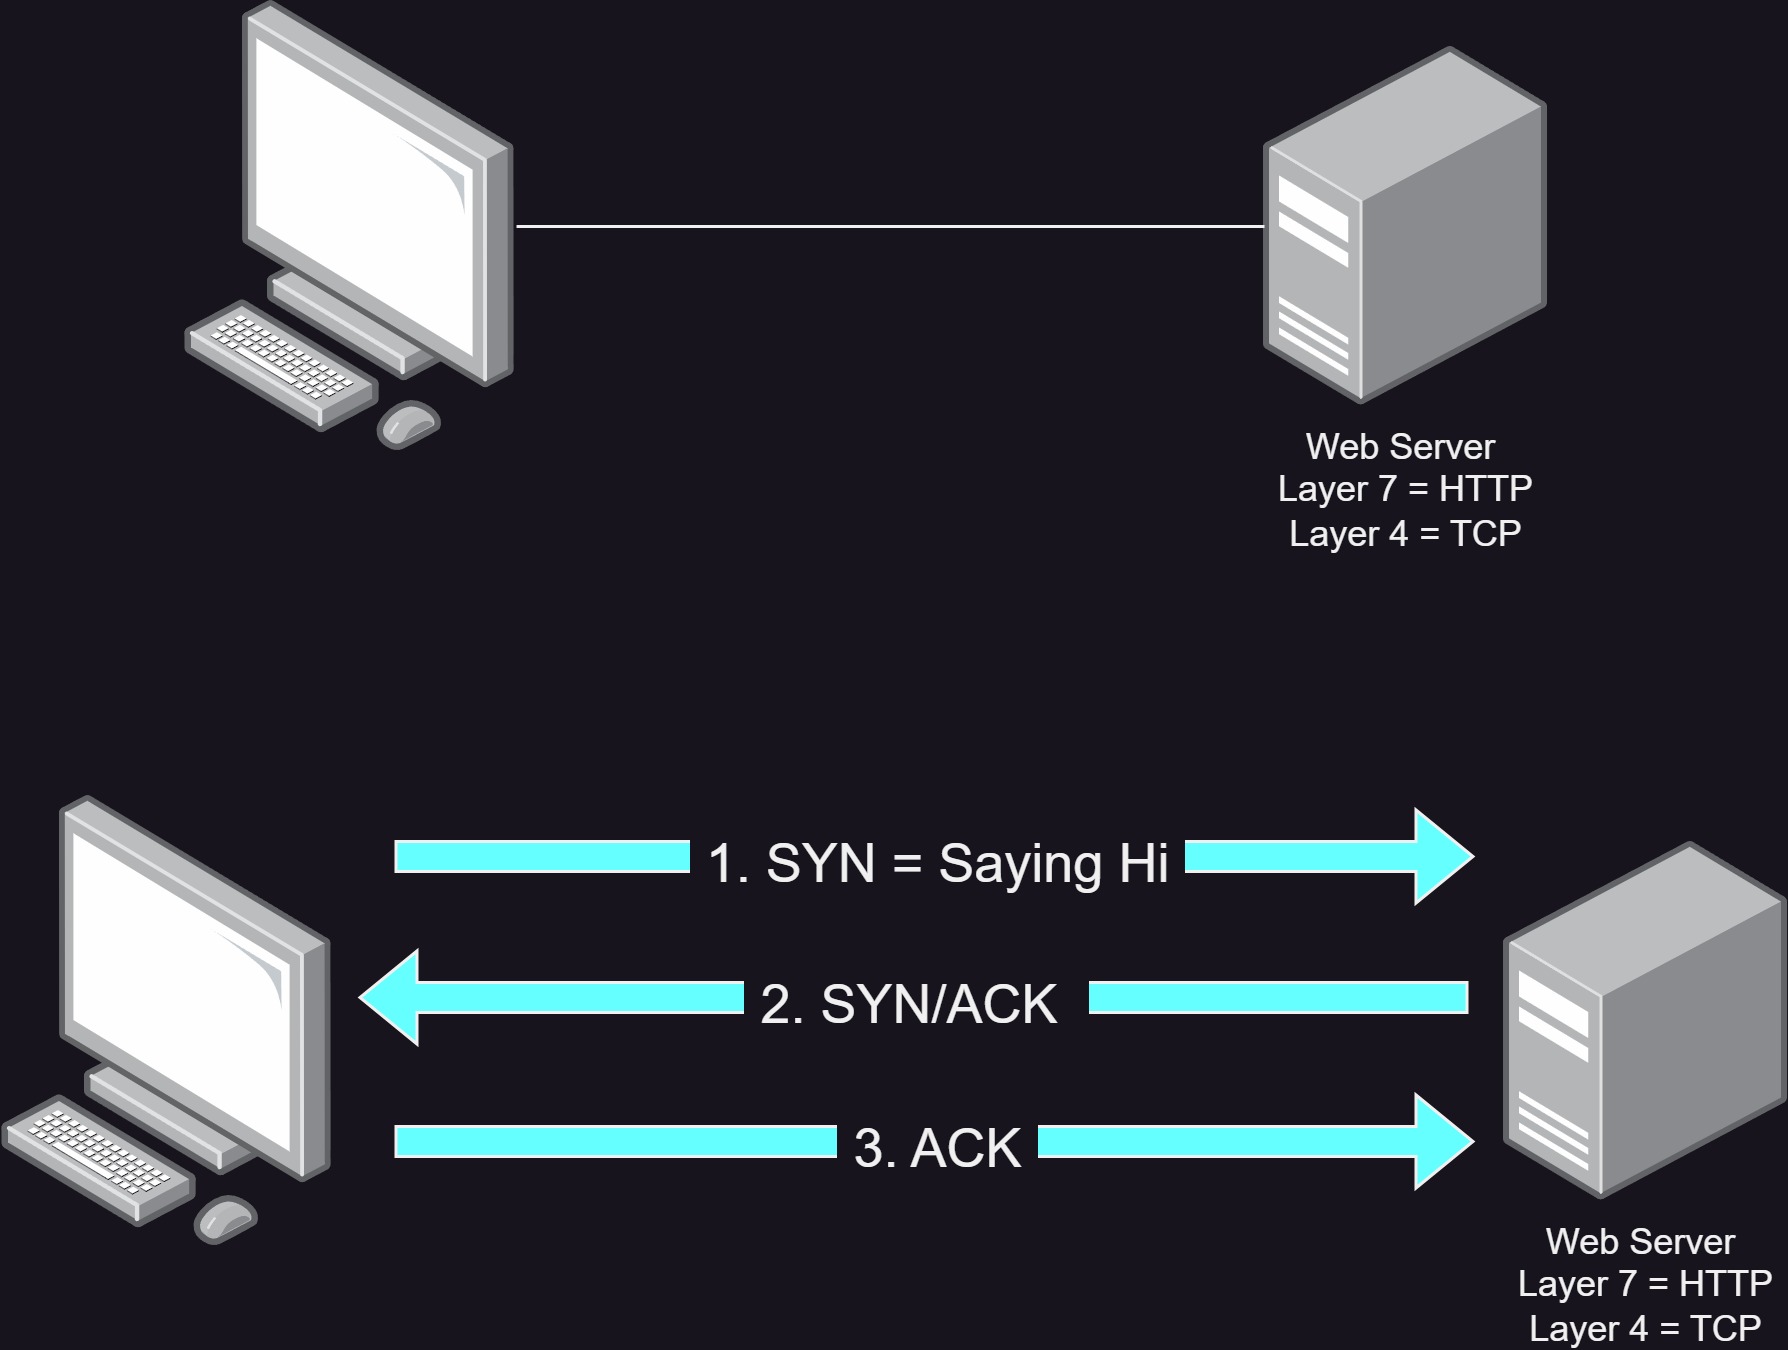 Web Server
Layer 7 = HTTP
Layer 4 = TCP
1. SYN = Saying Hi
2. SYN/ACK
3. ACK
Web Server
Layer 7 = HTTP
Layer 4 = TCP